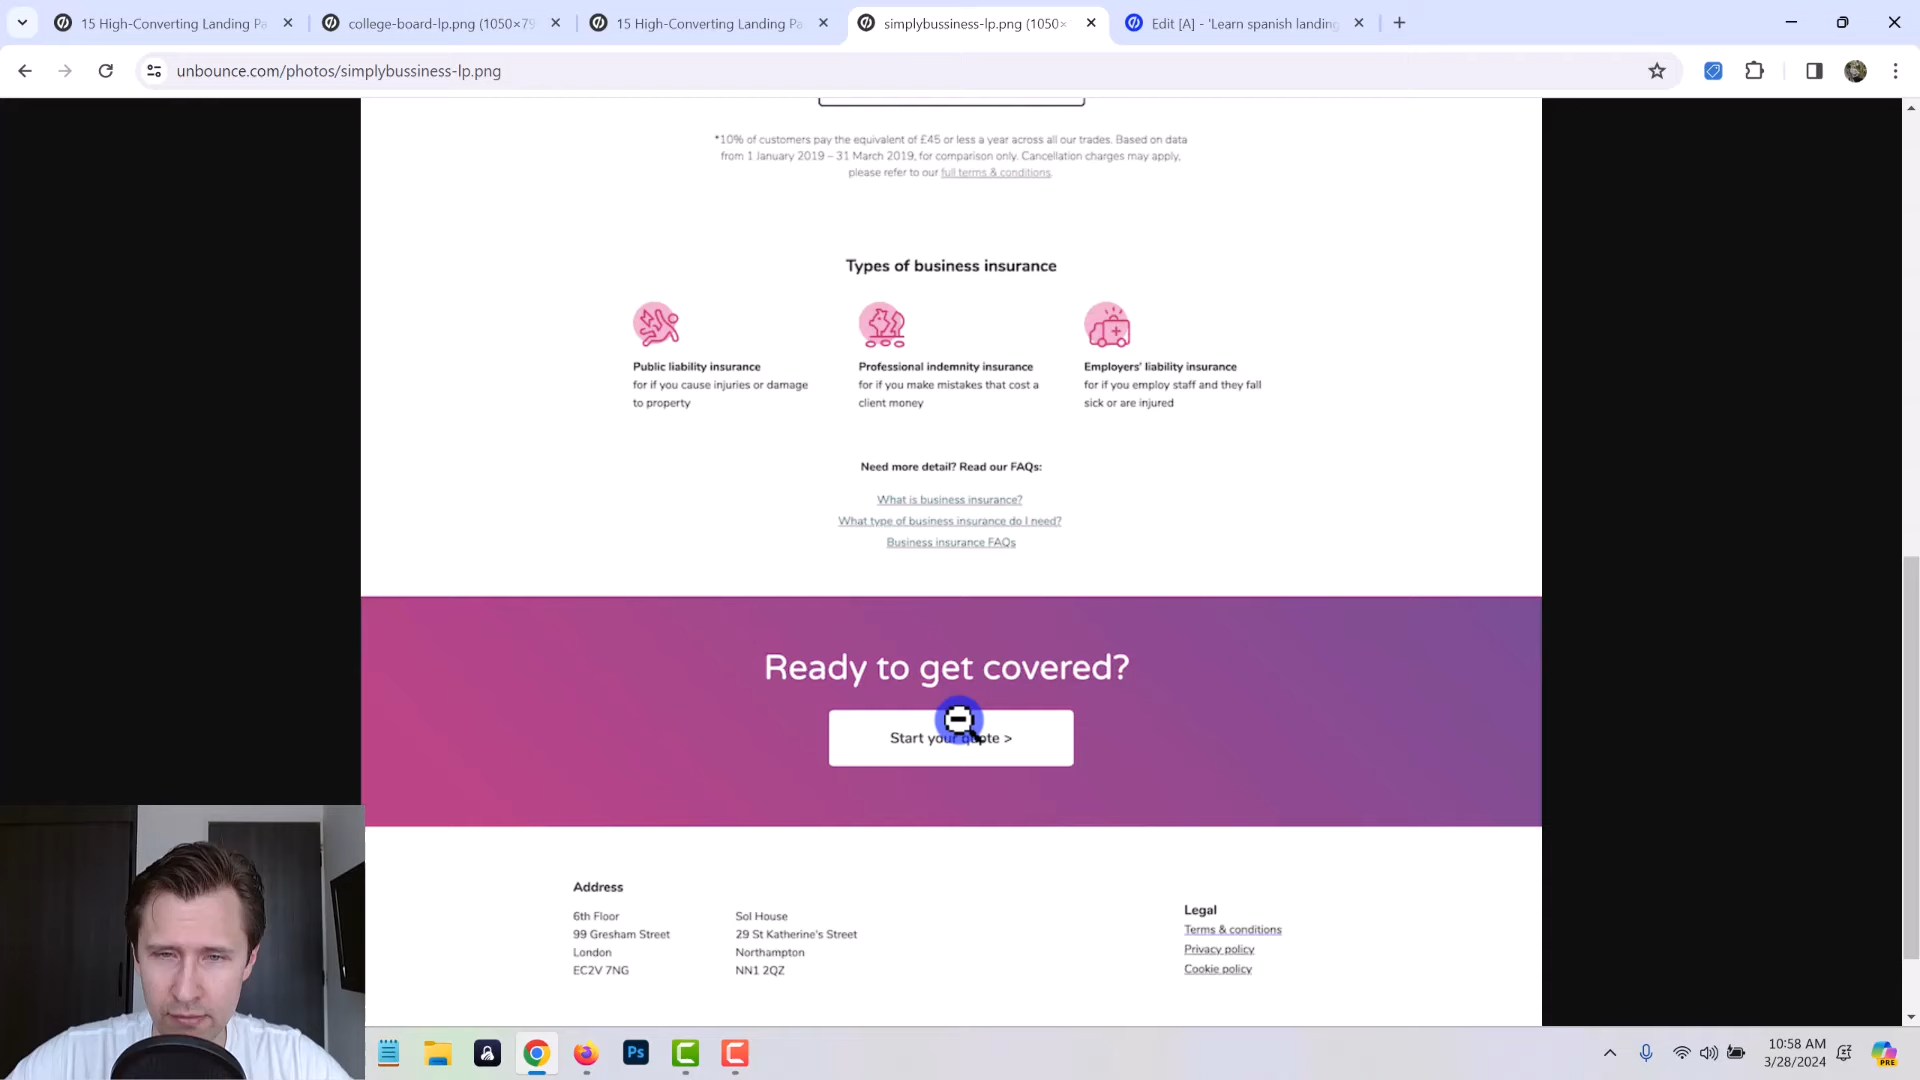 15 High-Converting Landing Pa
college-board-lp.png (1050×79
15 High-Converting Landing Pa
simplybussiness-lp.png (1050×
Edit [A] - 'Learn spanish landing
unbounce.com/photos/simplybussiness-lp.png
*10% of customers pay the equivalent of £45 or less a year across all our trades. Based on data
from 1 January 2019 – 31 March 2019, for comparison only. Cancellation charges may apply,
please refer to our full terms & conditions.
Types of business insurance
Public liability insurance
for if you cause injuries or damage
to property
Professional indemnity insurance
for if you make mistakes that cost a
client money
Employers' liability insurance
for if you employ staff and they fall
sick or are injured
Need more detail? Read our FAQs:
What is business insurance?
What type of business insurance do I need?
Business insurance FAQs
Ready to get covered?
Start your quote >
Address
6th Floor
99 Gresham Street
London
EC2V 7NG
Sol House
29 St Katherine's Street
Northampton
NN1 2QZ
Legal
Terms & conditions
Privacy policy
Cookie policy
Ps
10:58 AM
3/28/2024
PRE